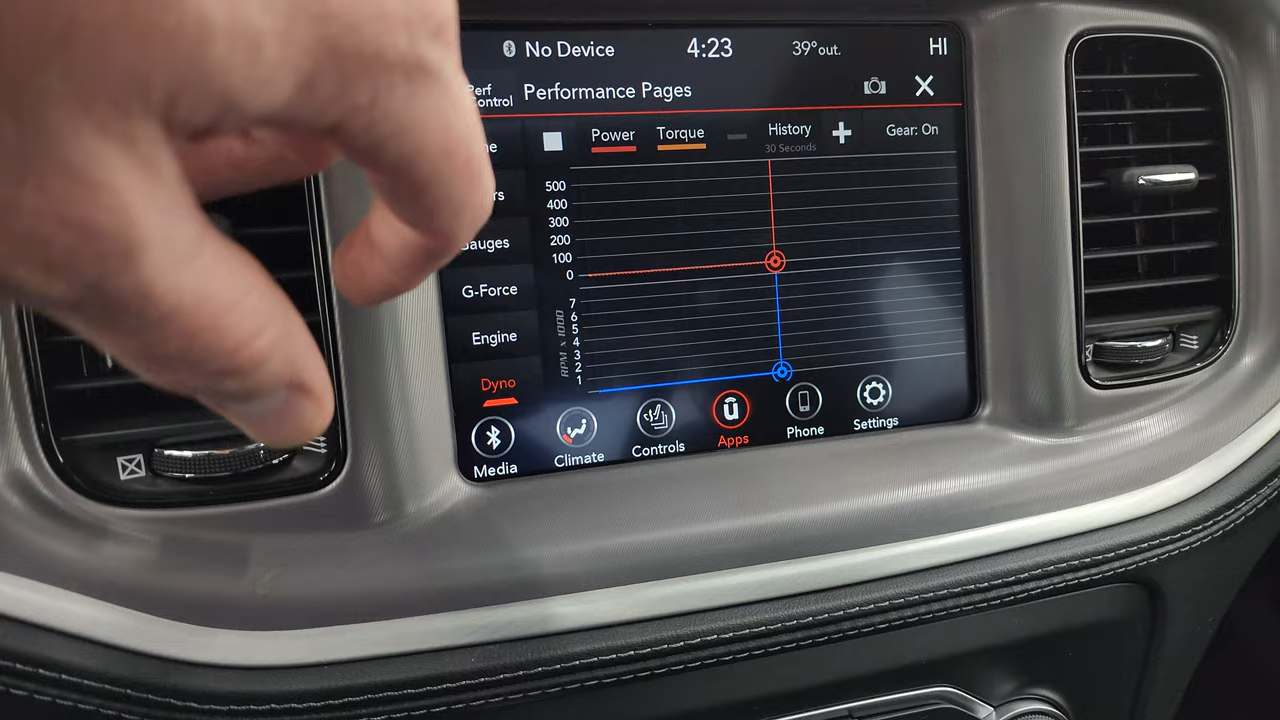 No Device 4:23 39° out. HI
Perf
Control
Performance Pages
Power Torque History Gear: On
30 Seconds
500
400
300
200
100
0
7
6
5
4
3
2
1
RPM x 1000
Gauges
G-Force
Engine
Dyno
Media Climate Controls Apps Phone Settings